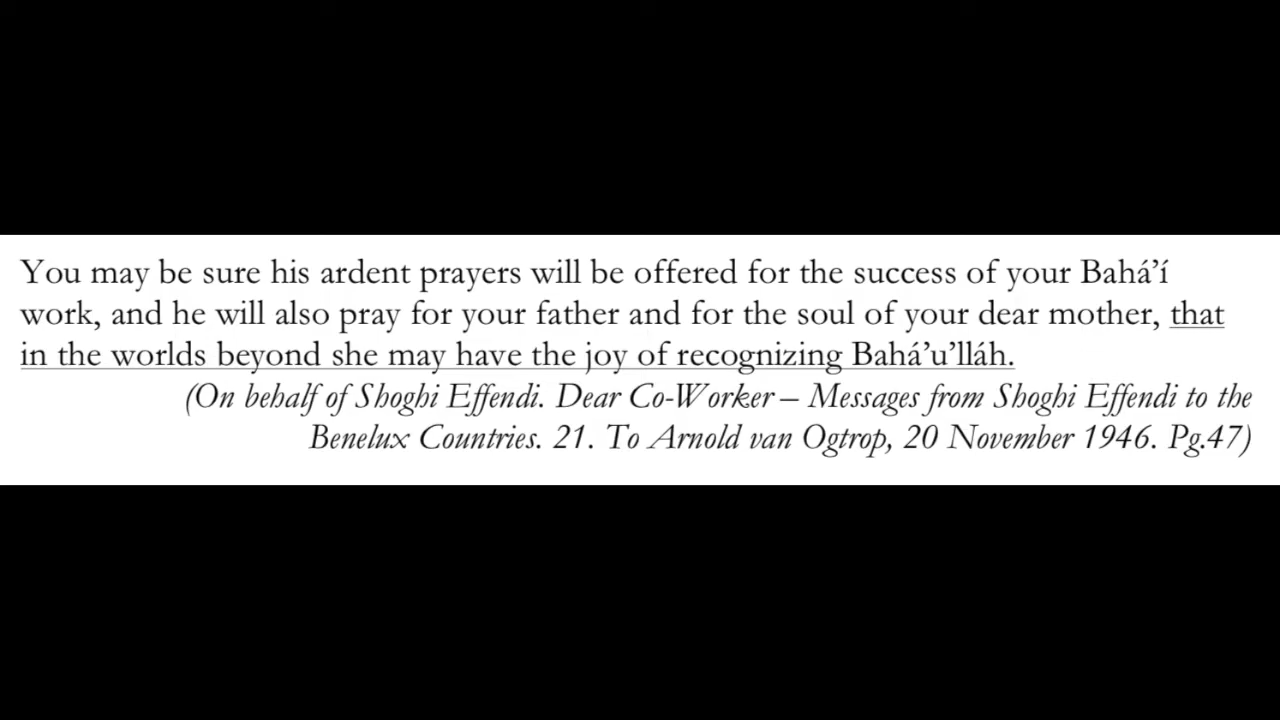 You may be sure his ardent prayers will be offered for the success of your Bahá’í
work, and he will also pray for your father and for the soul of your dear mother, that
in the worlds beyond she may have the joy of recognizing Bahá’u’lláh.
(On behalf of Shoghi Effendi. Dear Co-Worker – Messages from Shoghi Effendi to the
Benelux Countries. 21. To Arnold van Ogtrop, 20 November 1946. Pg.47)